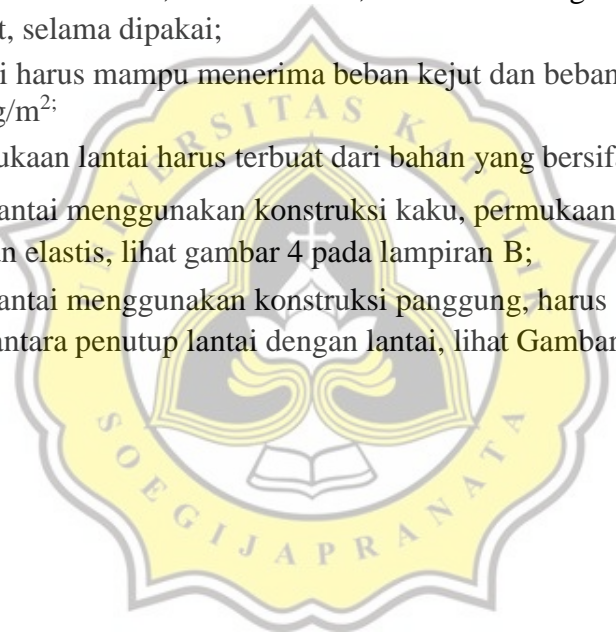 t, selama dipakai;
i harus mampu menerima beban kejut dan beban
g/m2;
ukaan lantai harus terbuat dari bahan yang bersif
antai menggunakan konstruksi kaku, permukaan
n elastis, lihat gambar 4 pada lampiran B;
antai menggunakan konstruksi panggung, harus
antara penutup lantai dengan lantai, lihat Gambar
UNIVERSITAS KATOLIK
SOEGIJAPRANATA